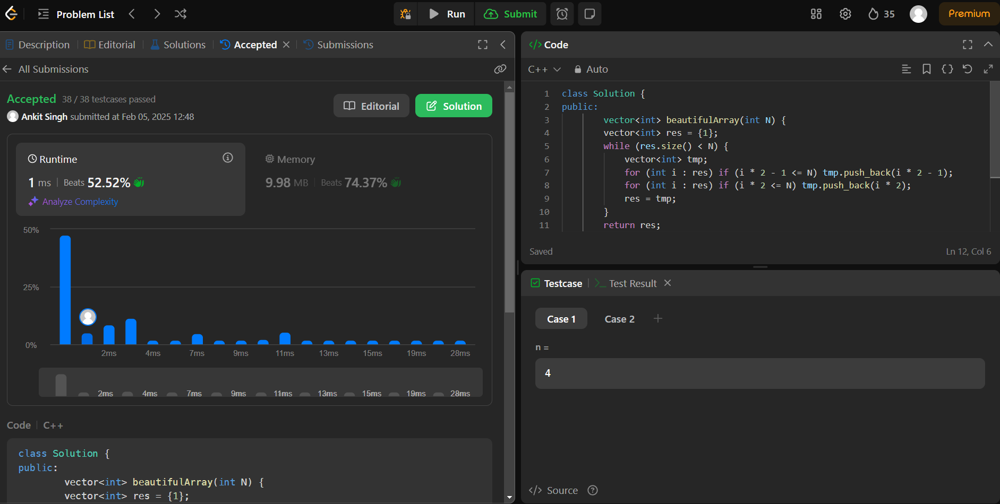 Problem List
Run
Submit
35
Premium
Description
Editorial
Solutions
Accepted
Submissions
All Submissions
Accepted 38 / 38 testcases passed
Ankit Singh submitted at Feb 05, 2025 12:48
Editorial
Solution
Runtime
1 ms | Beats 52.52%
Analyze Complexity
Memory
9.98 MB | Beats 74.37%
50%
25%
0%
2ms 4ms 7ms 9ms 11ms 13ms 15ms 19ms 28ms
2ms 4ms 7ms 9ms 11ms 13ms 15ms 19ms 28ms
Code | C++
class Solution {
public:
vector<int> beautifulArray(int N) {
vector<int> res = {1};
</> Code
C++
Auto
1 class Solution {
2 public:
3 vector<int> beautifulArray(int N) {
4 vector<int> res = {1};
5 while (res.size() < N) {
6 vector<int> tmp;
7 for (int i : res) if (i * 2 - 1 <= N) tmp.push_back(i * 2 - 1);
8 for (int i : res) if (i * 2 <= N) tmp.push_back(i * 2);
9 res = tmp;
10 }
11 return res;
Saved
Ln 12, Col 6
Testcase
Test Result
Case 1
Case 2
n =
4
</> Source